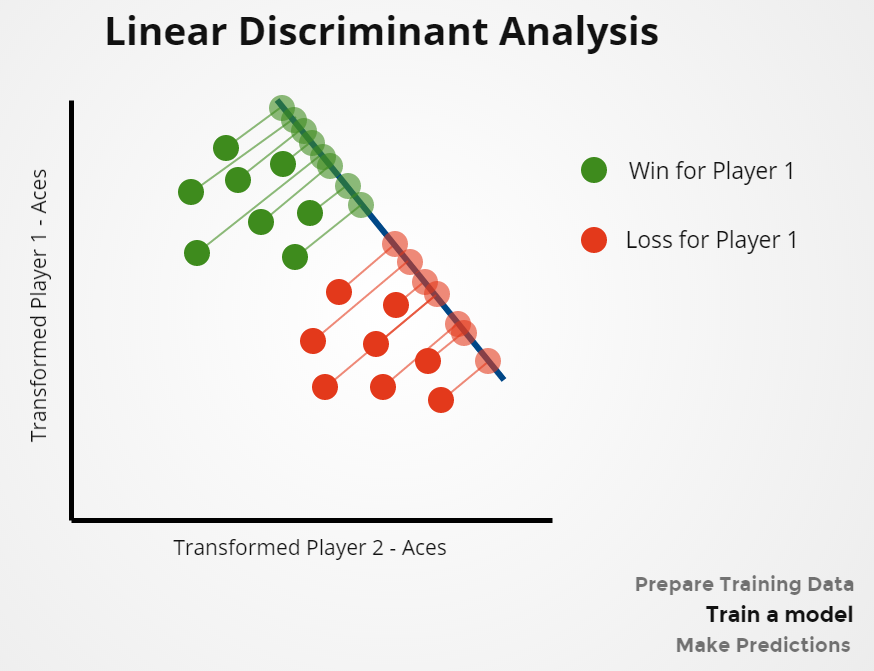 Linear Discriminant Analysis
Transformed Player 1 - Aces
Win for Player 1
Loss for Player 1
Transformed Player 2 - Aces
Prepare Training Data
Train a model
Make Predictions